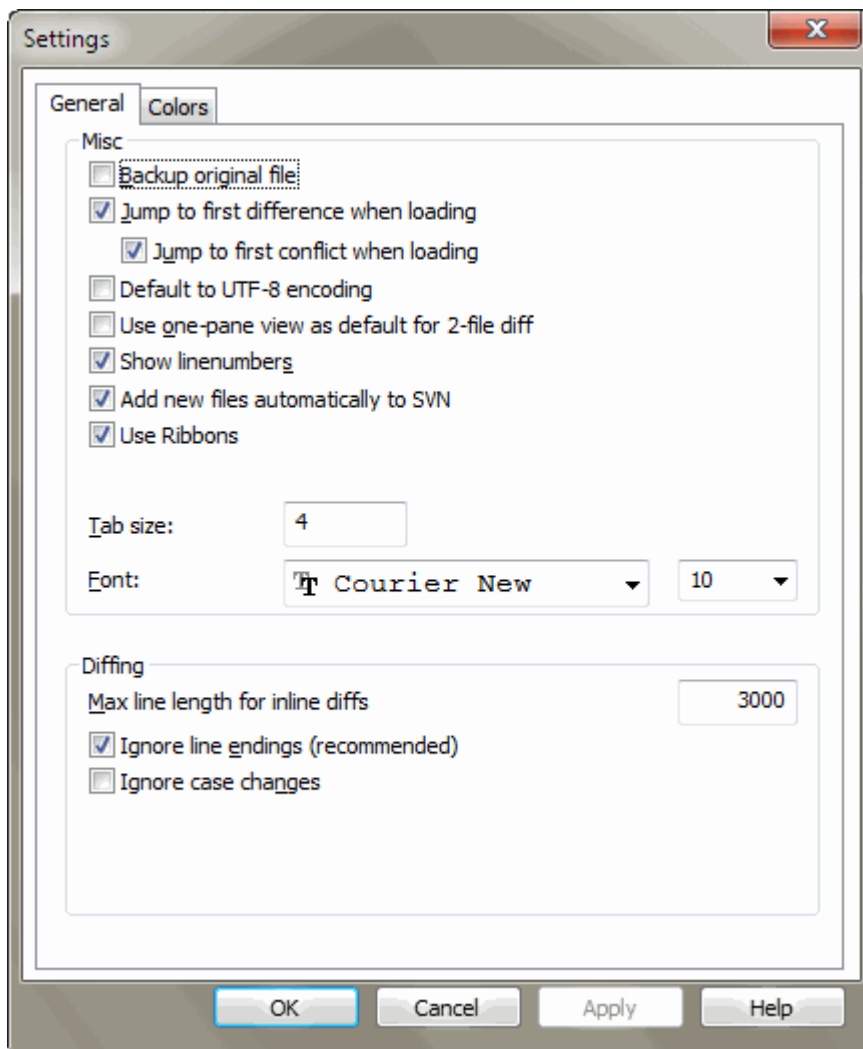 Settings
General Colors
Misc
Backup original file
Jump to first difference when loading
Jump to first conflict when loading
Default to UTF-8 encoding
Use one-pane view as default for 2-file diff
Show linenumbers
Add new files automatically to SVN
Use Ribbons
Tab size: 4
Font: Courier New 10
Diffing
Max line length for inline diffs 3000
Ignore line endings (recommended)
Ignore case changes
OK Cancel Apply Help